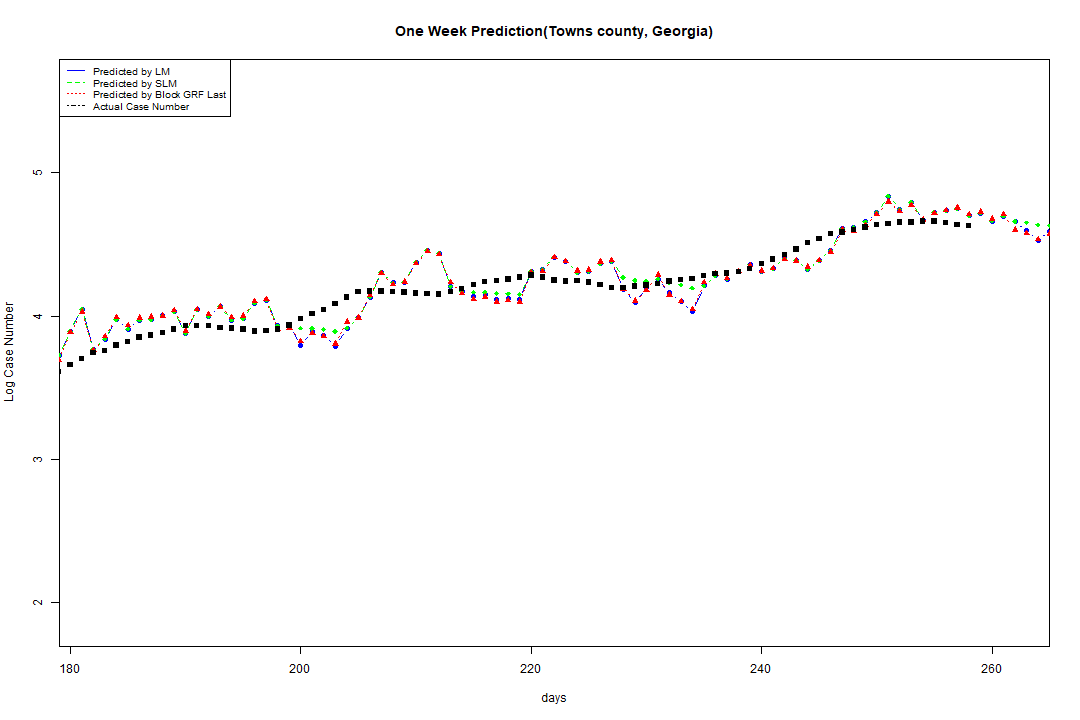 One Week Prediction(Towns county, Georgia)
Predicted by LM
Predicted by SLM
Predicted by Block GRF Last
Actual Case Number
5
4
3
2
Log Case Number
180 200 220 240 260
days